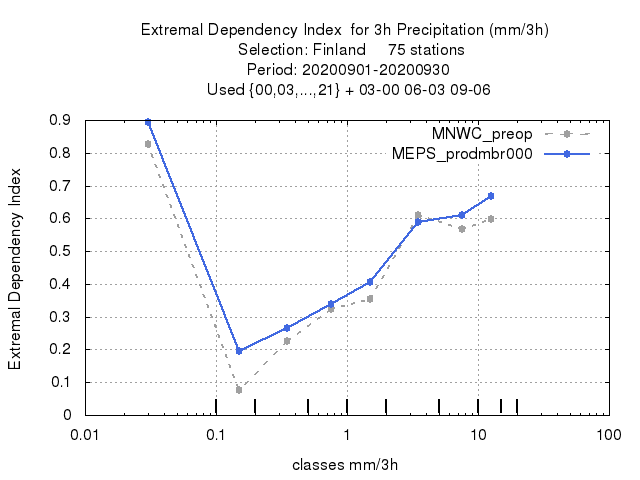 Extremal Dependency Index  for 3h Precipitation (mm/3h)
Selection: Finland     75 stations
Period: 20200901-20200930
Used {00,03,...,21} + 03-00 06-03 09-06
MNWC_preop
MEPS_prodmbr000
Extremal Dependency Index
0.9
0.8
0.7
0.6
0.5
0.4
0.3
0.2
0.1
0
0.01 0.1 1 10 100
classes mm/3h